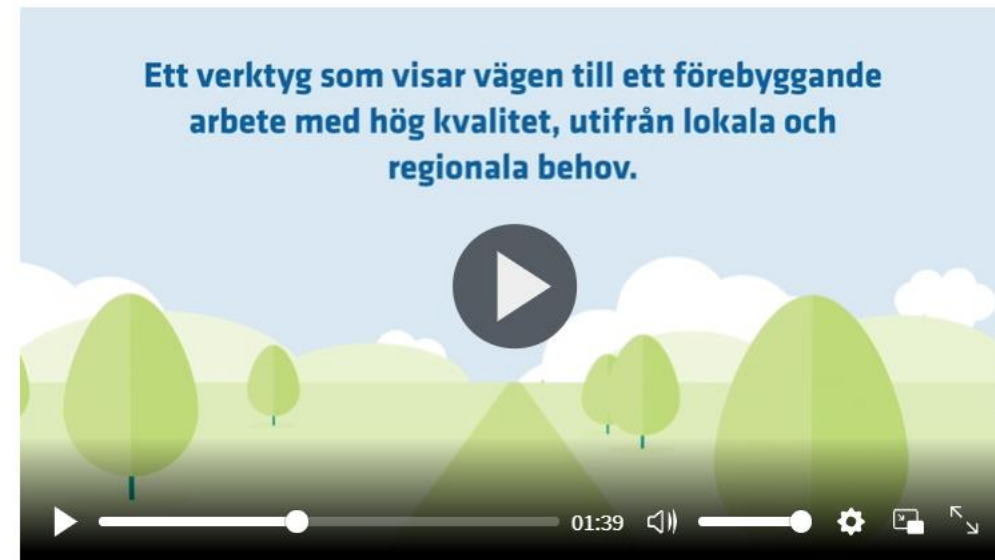 Ett verktyg som visar vägen till ett förebyggande
arbete med hög kvalitet, utifrån lokala och
regionala behov.
01:39